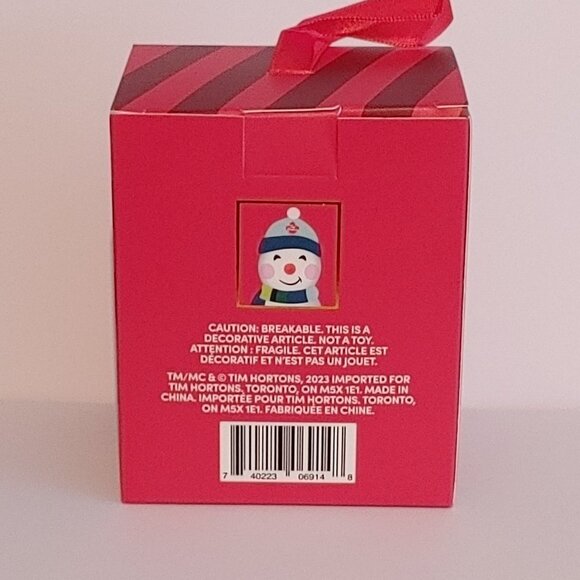 CAUTION: BREAKABLE. THIS IS A
DECORATIVE ARTICLE. NOT A TOY.
ATTENTION : FRAGILE. CET ARTICLE EST
DÉCORATIF ET N'EST PAS UN JOUET.
TM/MC & © TIM HORTONS, 2023 IMPORTED FOR
TIM HORTONS, TORONTO, ON M5X 1E1. MADE IN
CHINA. IMPORTÉE POUR TIM HORTONS. TORONTO,
ON M5X 1E1. FABRIQUÉE EN CHINE.
7 40223 06914 8